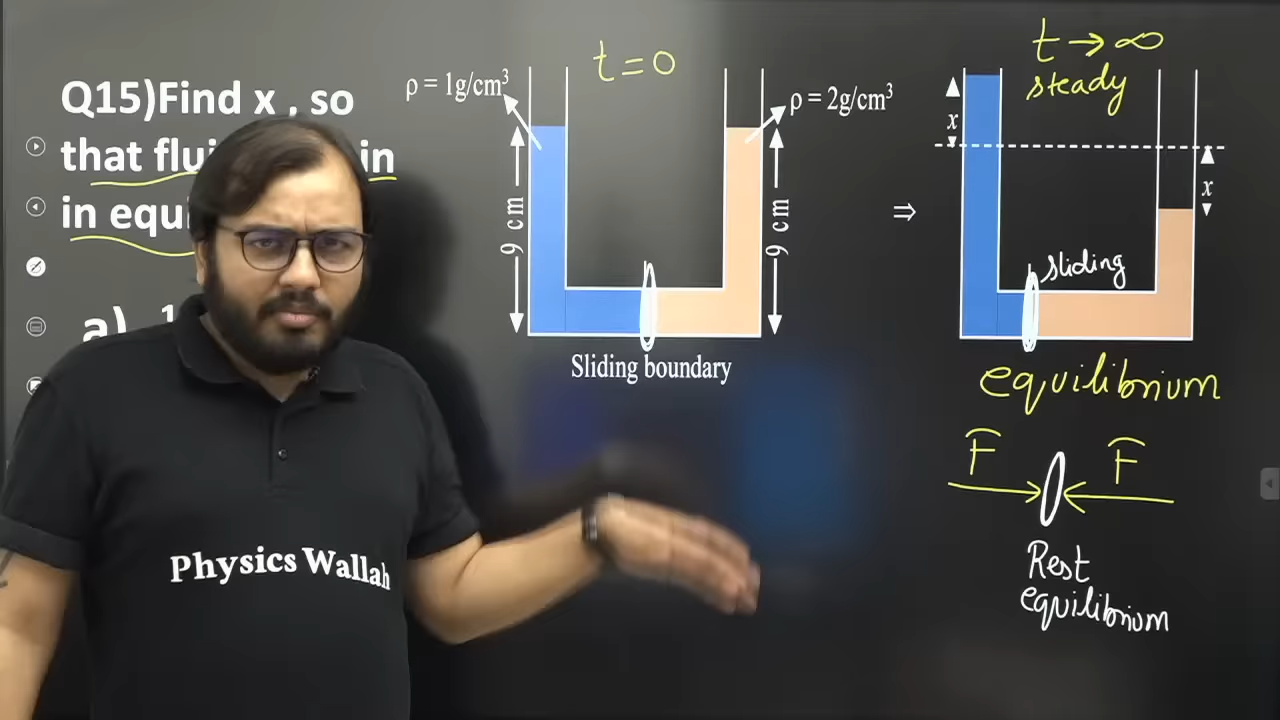 Q15)Find x , so
that flu in
in equi
a)
t = 0
ρ = 1g/cm³
ρ = 2g/cm³
9 cm
9 cm
Sliding boundary
⇒
t → ∞
steady
x
x
sliding
equilibrium
F
F
Rest
equilibrium
Physics Wallah